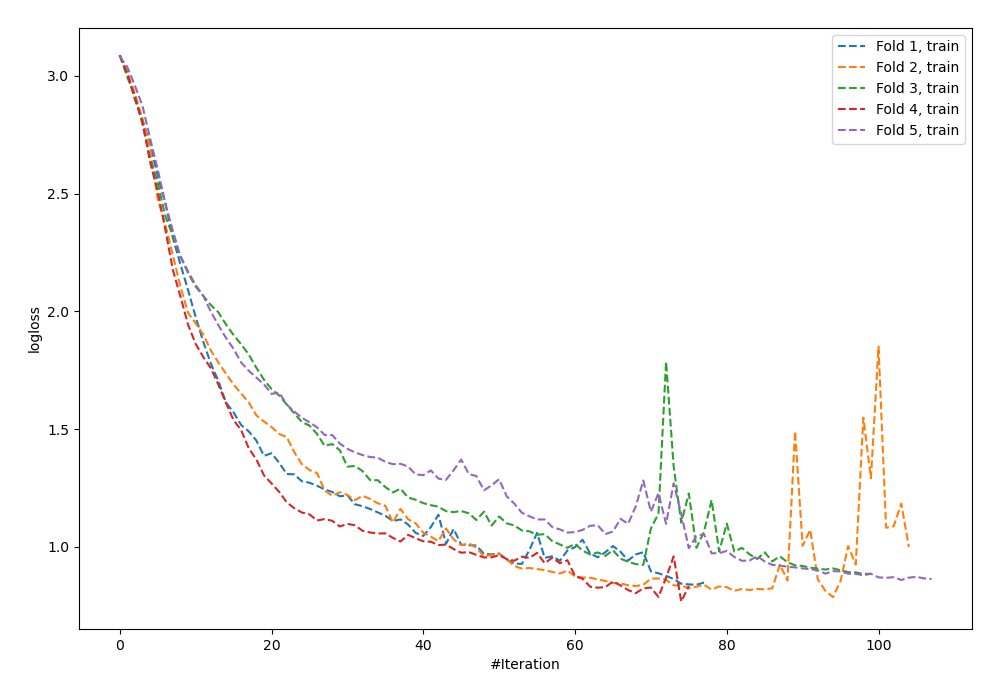 Fold 1, train
Fold 2, train
Fold 3, train
Fold 4, train
Fold 5, train
3.0
2.5
2.0
1.5
1.0
logloss
0 20 40 60 80 100
#Iteration